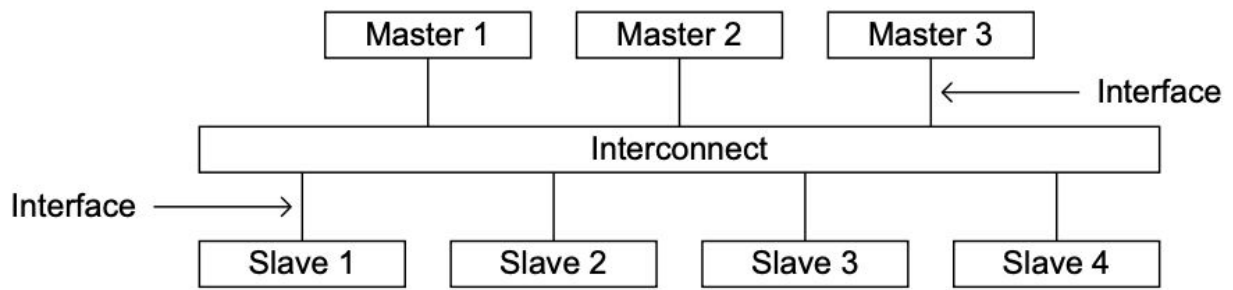 Master 1
Master 2
Master 3
Interface
Interconnect
Interface
Slave 1
Slave 2
Slave 3
Slave 4